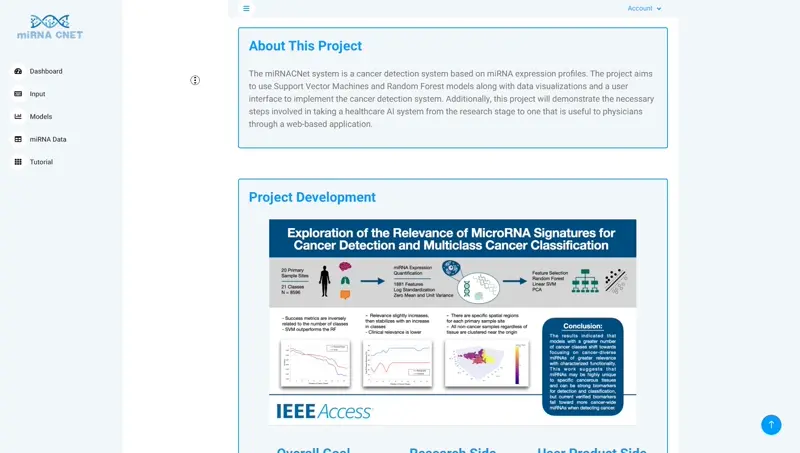 miRNA CNET
Account
Dashboard
Input
Models
miRNA Data
Tutorial
About This Project
The miRNACNet system is a cancer detection system based on miRNA expression profiles. The project aims
to use Support Vector Machines and Random Forest models along with data visualizations and a user
interface to implement the cancer detection system. Additionally, this project will demonstrate the necessary
steps involved in taking a healthcare AI system from the research stage to one that is useful to physicians
through a web-based application.
Project Development
Exploration of the Relevance of MicroRNA Signatures for
Cancer Detection and Multiclass Cancer Classification
20 Primary
Sample Sites
21 Classes
N = 8596
miRNA Expression
Quantification
1881 Features
Log Standardization
Zero Mean and Unit Variance
Feature Selection
Random Forest
Linear SVM
PCA
- Success metrics are inversely
related to the number of classes
- SVM outperforms the RF
- Relevance slightly increases,
then stabilizes with an increase
in classes
- Clinical relevance is lower
- There are specific spatial regions
for each primary sample site
- All non-cancer samples regardless of
tissue are clustered near the origin
Conclusion:
The results indicated that
models with a greater number
of cancer classes shift towards
focusing on cancer-diverse
miRNAs of greater relevance
with characterized functionality.
This work suggests that
miRNAs may be highly unique
to specific cancerous tissues
and can be strong biomarkers
for detection and classification,
but current verified biomarkers
fall toward more cancer-wide
miRNAs when detecting cancer.
IEEE Access
Overall Goal
Research Side
User Product Side